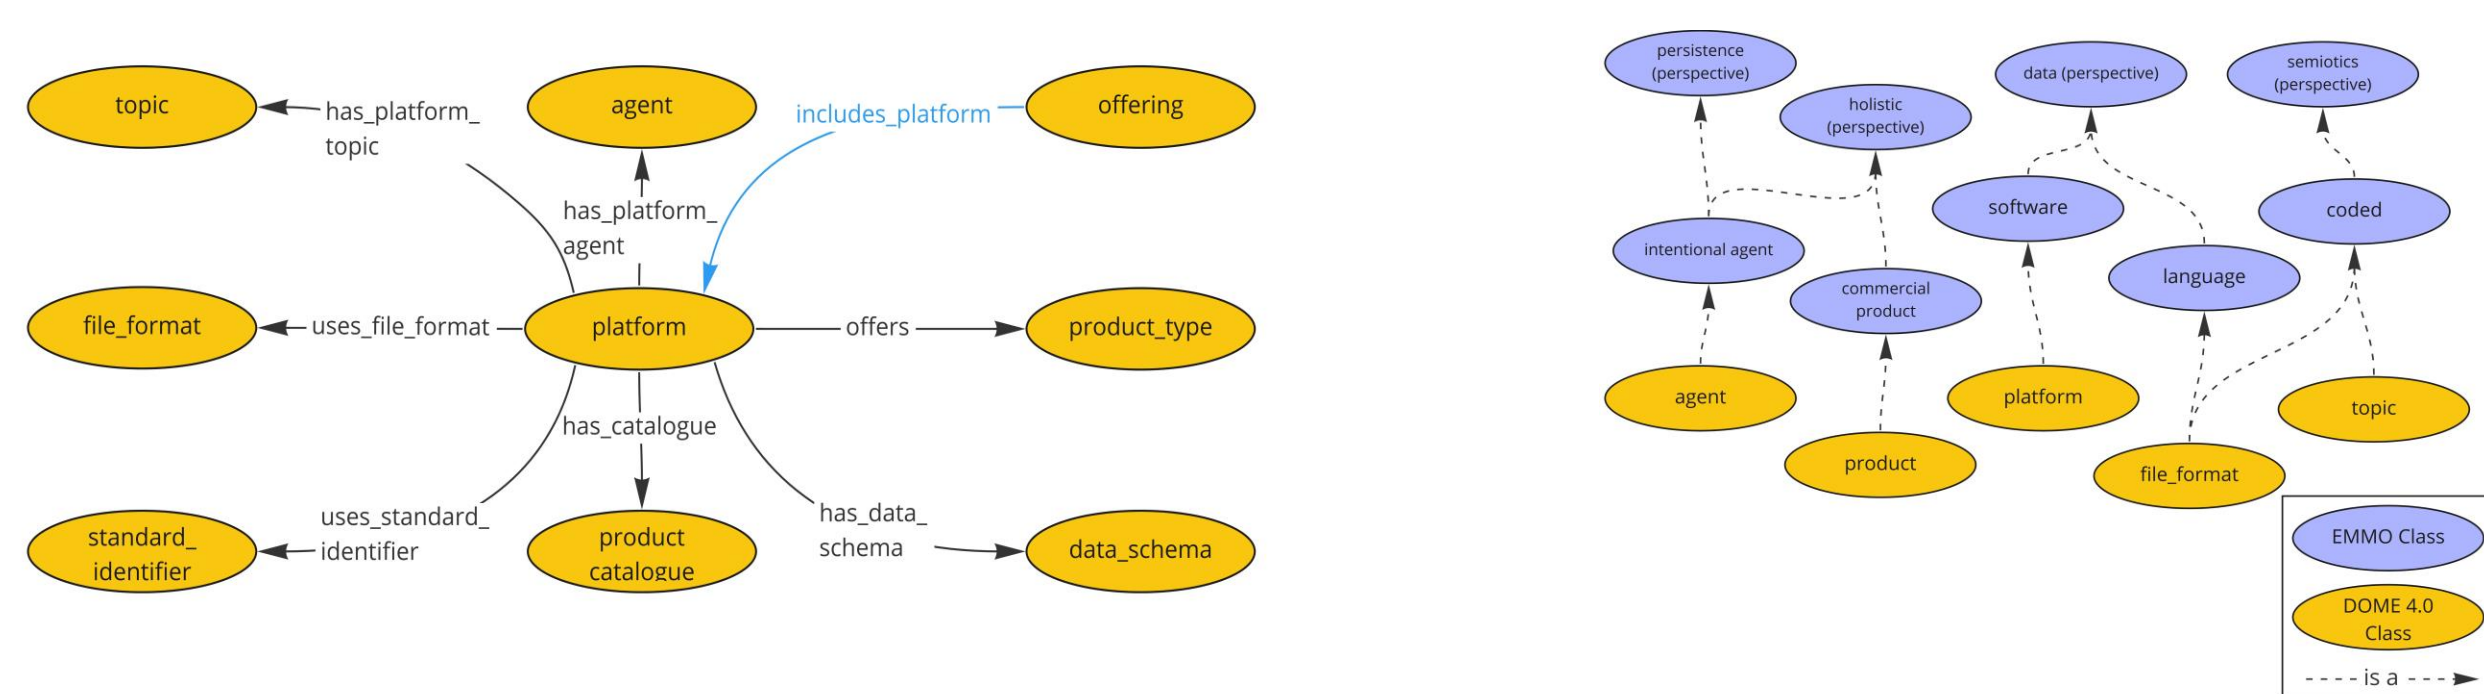 topic
has_platform_
topic
agent
includes_platform
offering
has_platform_
agent
file_format
uses_file_format
platform
offers
product_type
has_catalogue
uses_standard_
identifier
has_data_
schema
standard_
identifier
product
catalogue
data_schema
persistence
(perspective)
holistic
(perspective)
data (perspective)
semiotics
(perspective)
intentional agent
software
coded
commercial
product
language
agent
product
platform
file_format
topic
EMMO Class
DOME 4.0
Class
is a